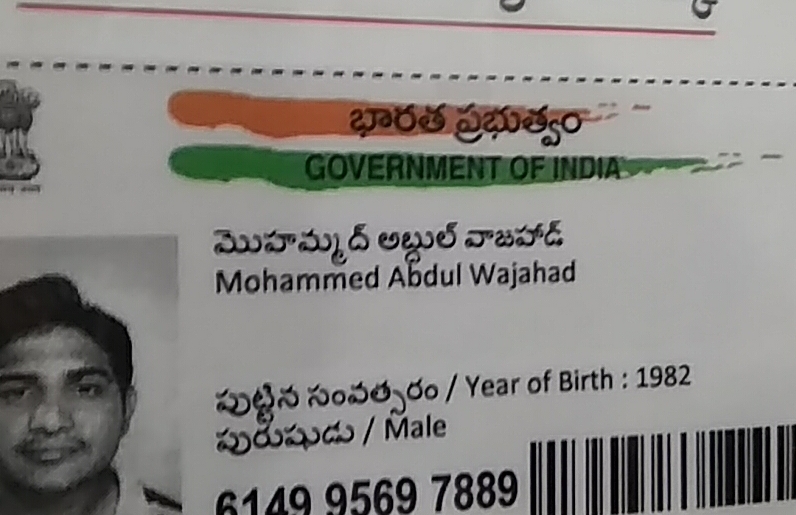 భారత ప్రభుత్వం
GOVERNMENT OF INDIA
మొహమ్మద్ అబ్దుల్ వాజహాడ్
Mohammed Abdul Wajahad
పుట్టిన సంవత్సరం / Year of Birth : 1982
పురుషుడు / Male
6149 9569 7889